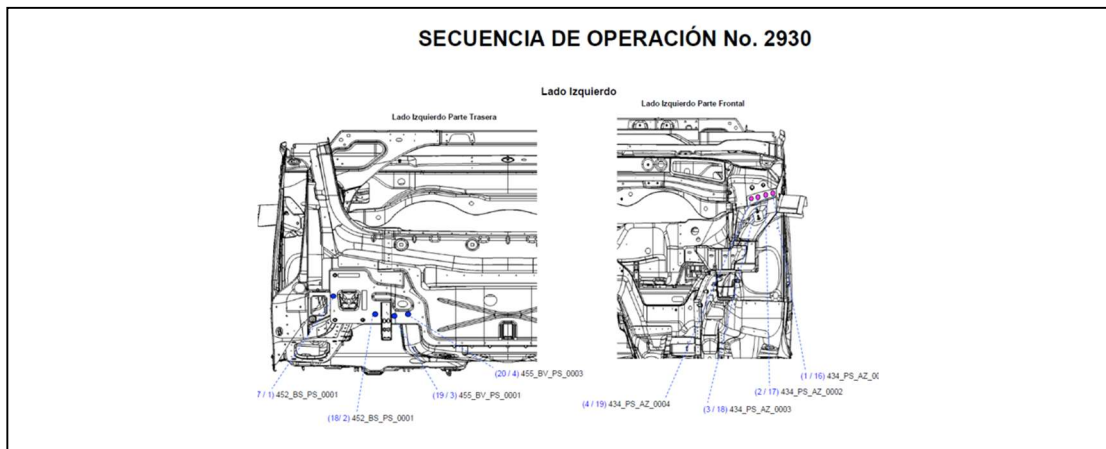 SECUENCIA DE OPERACIÓN No. 2930
Lado Izquierdo
Lado Izquierdo Parte Trasera
Lado Izquierdo Parte Frontal
(20 / 4) 455_BV_PS_0003
7 / 1) 452_BS_PS_0001
(19 / 3) 455_BV_PS_0001
(18/ 2) 452_BS_PS_0001
(1 / 16) 434_PS_AZ_00
(2 / 17) 434_PS_AZ_0002
(4 / 19) 434_PS_AZ_0004
(3 / 18) 434_PS_AZ_0003